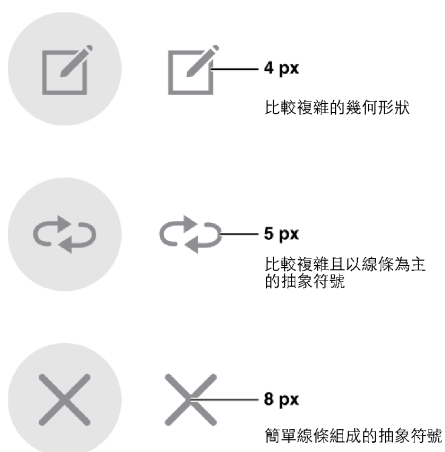 4 px
比較複雜的幾何形狀
5 px
比較複雜且以線條為主
的抽象符號
8 px
簡單線條組成的抽象符號